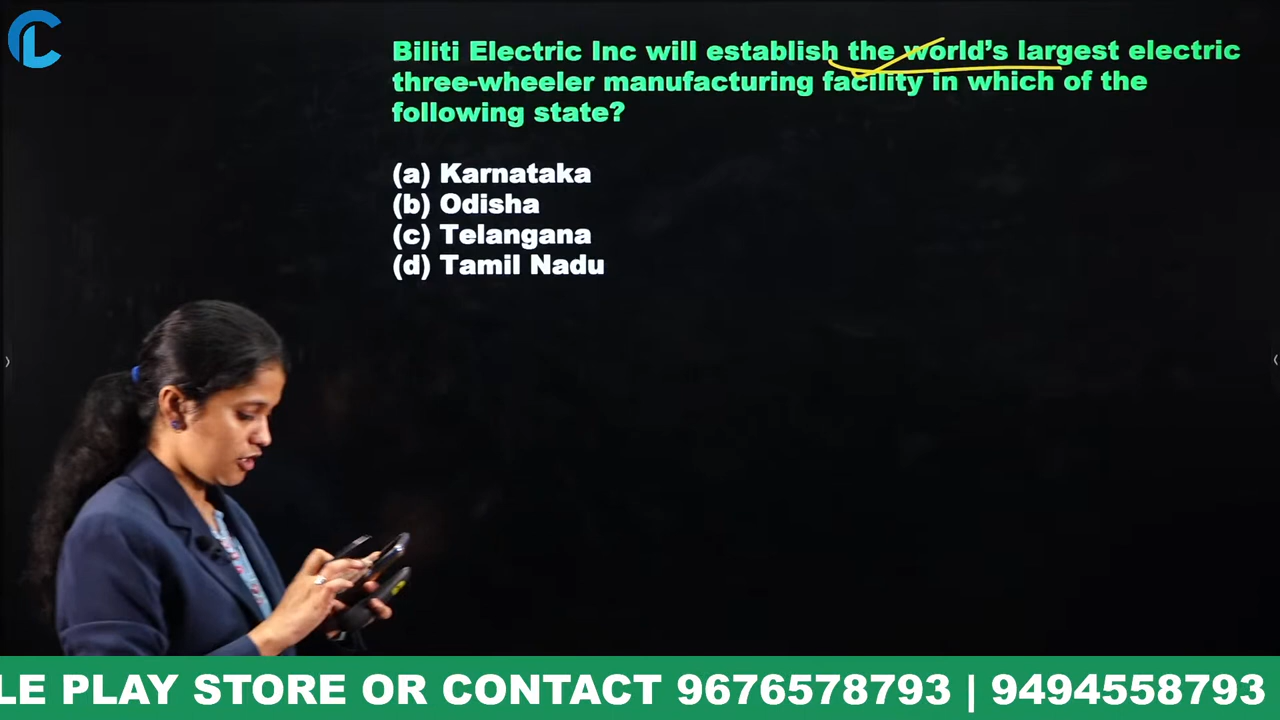 Biliti Electric Inc will establish the world's largest electric
three-wheeler manufacturing facility in which of the
following state?
(a) Karnataka
(b) Odisha
(c) Telangana
(d) Tamil Nadu
LE PLAY STORE OR CONTACT 9676578793 | 9494558793